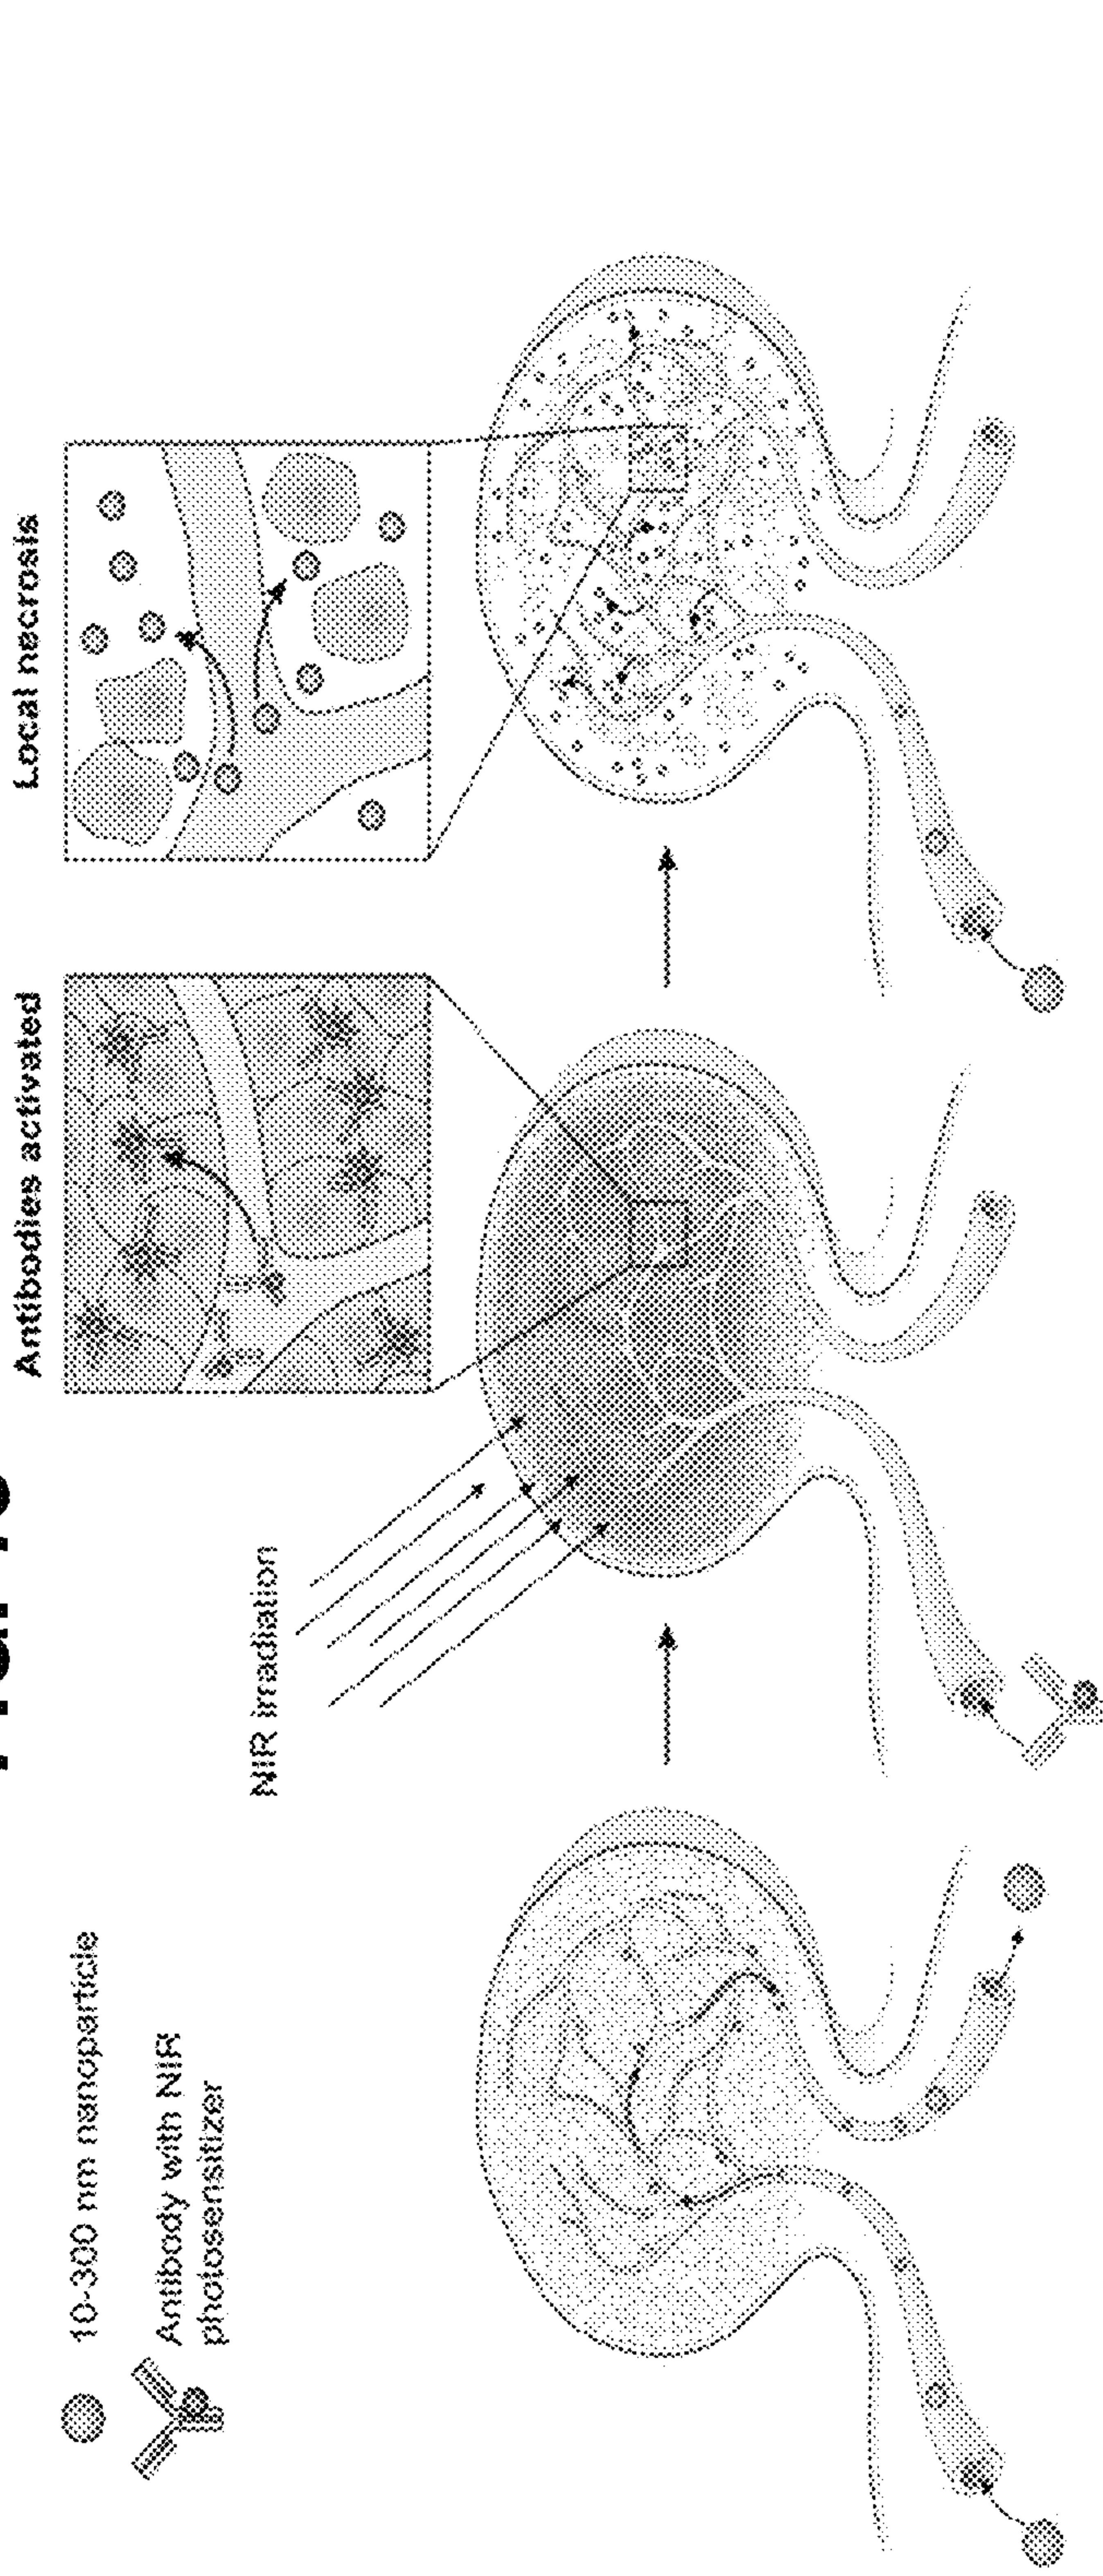 10-300 nm nanoparticle
Antibody with NIR
photosensitizer
NIR irradiation
Antibodies activated
Local necrosis